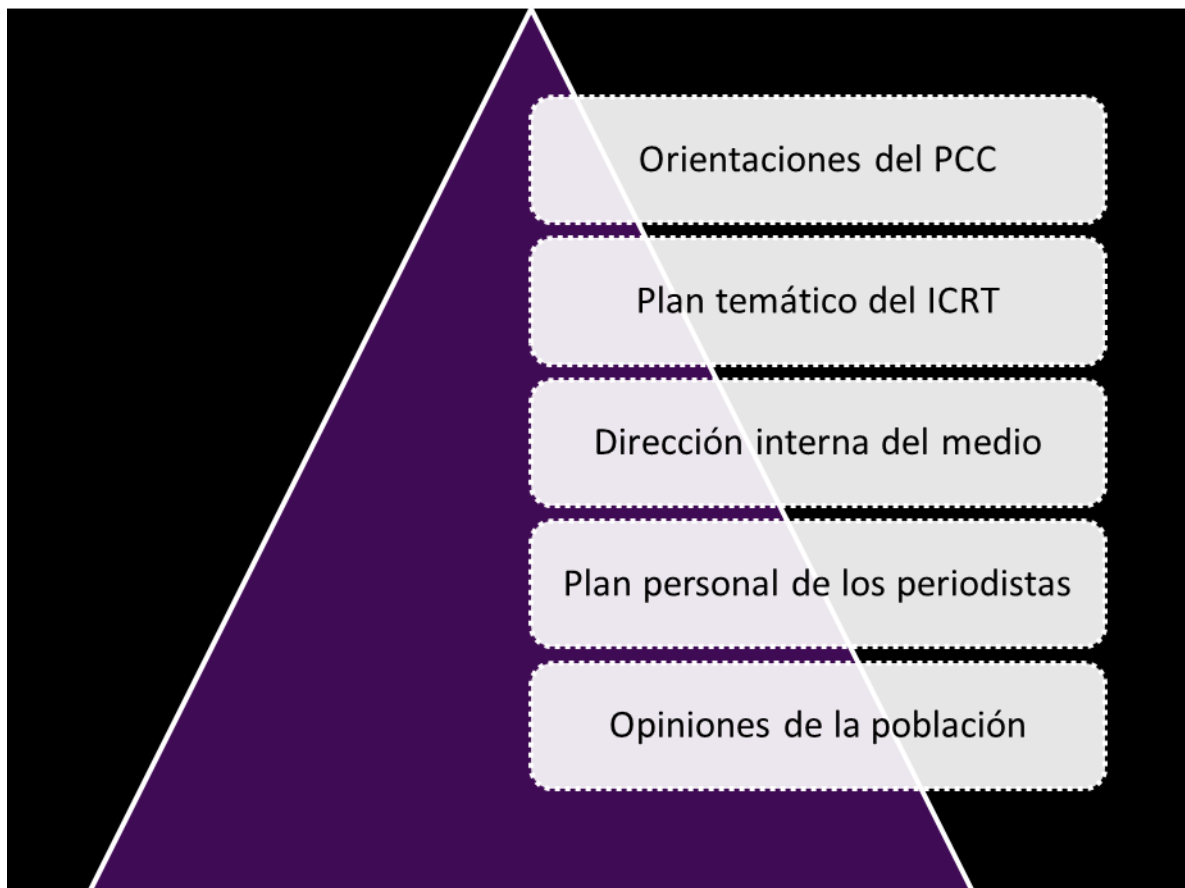 Orientaciones del PCC
Plan temático del ICRT
Dirección interna del medio
Plan personal de los periodistas
Opiniones de la población